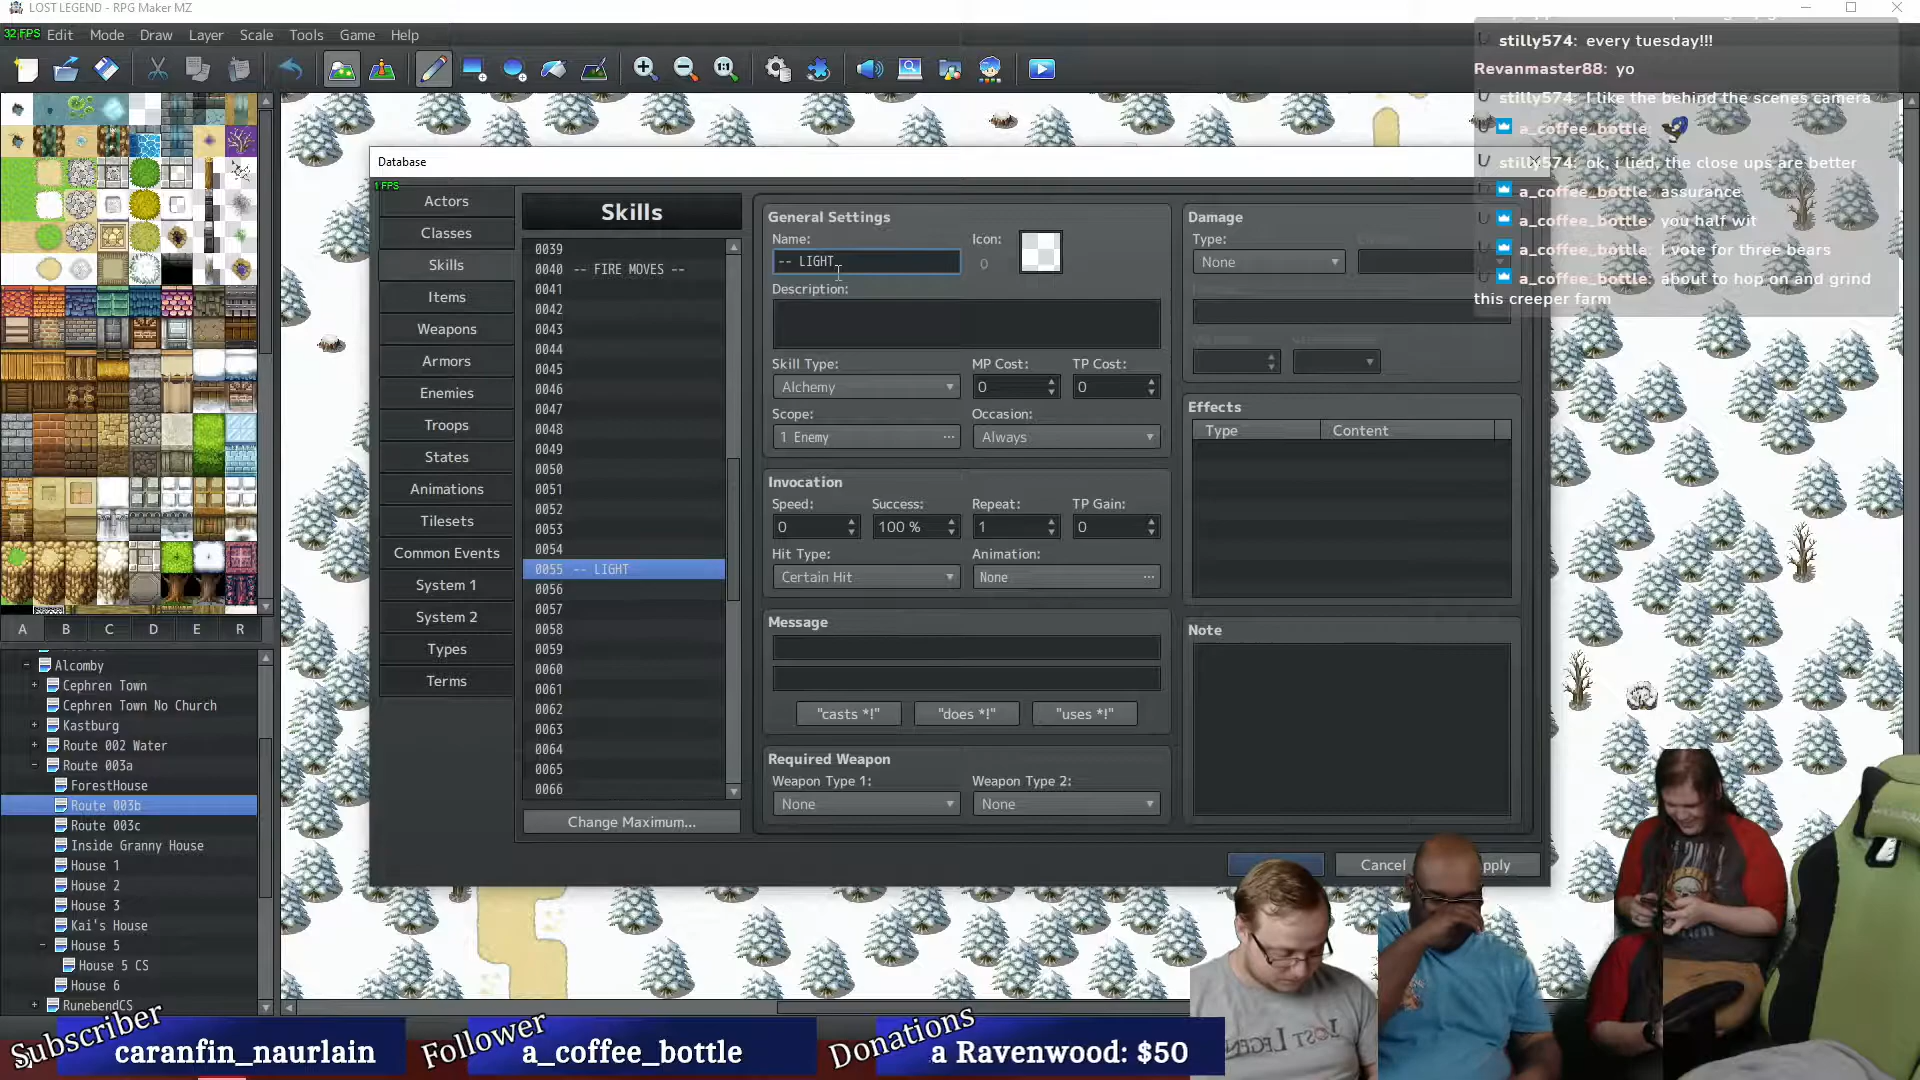 LOST LEGEND - RPG Maker MZ
32 FPS
Edit
Mode
Draw
Layer
Scale
Tools
Game
Help
1:1
stilly574: every tuesday!!!
Revanmaster88: yo
stilly574: I like the behind the scenes camera
a_coffee_bottle
stilly574: ok, i lied, the close ups are better
a_coffee_bottle: assurance
a_coffee_bottle: you half wit
a_coffee_bottle: I vote for three bears
a_coffee_bottle: about to hop on and grind
this creeper farm
Database
1 FPS
Actors
Classes
Skills
Items
Weapons
Armors
Enemies
Troops
States
Animations
Tilesets
Common Events
System 1
System 2
Types
Terms
Skills
0039
0040 -- FIRE MOVES --
0041
0042
0043
0044
0045
0046
0047
0048
0049
0050
0051
0052
0053
0054
0055 -- LIGHT
0056
0057
0058
0059
0060
0061
0062
0063
0064
0065
0066
Change Maximum...
General Settings
Name:
Icon:
-- LIGHT
0
Description:
Skill Type:
MP Cost:
TP Cost:
Alchemy
0
0
Scope:
Occasion:
1 Enemy
Always
Invocation
Speed:
Success:
Repeat:
TP Gain:
0
100 %
1
0
Hit Type:
Animation:
Certain Hit
None
Message
"casts *!"
"does *!"
"uses *!"
Required Weapon
Weapon Type 1:
Weapon Type 2:
None
None
Damage
Type:
None
Effects
Type
Content
Note
Cancel
pply
A
B
C
D
E
R
Alcomby
Cephren Town
Cephren Town No Church
Kastburg
Route 002 Water
Route 003a
ForestHouse
Route 003b
Route 003c
Inside Granny House
House 1
House 2
House 3
Kai's House
House 5
House 5 CS
House 6
RunebendCS
Subscriber
caranfin_naurlain
Follower
a_coffee_bottle
Donations
a Ravenwood: $50
LOST LEGEND